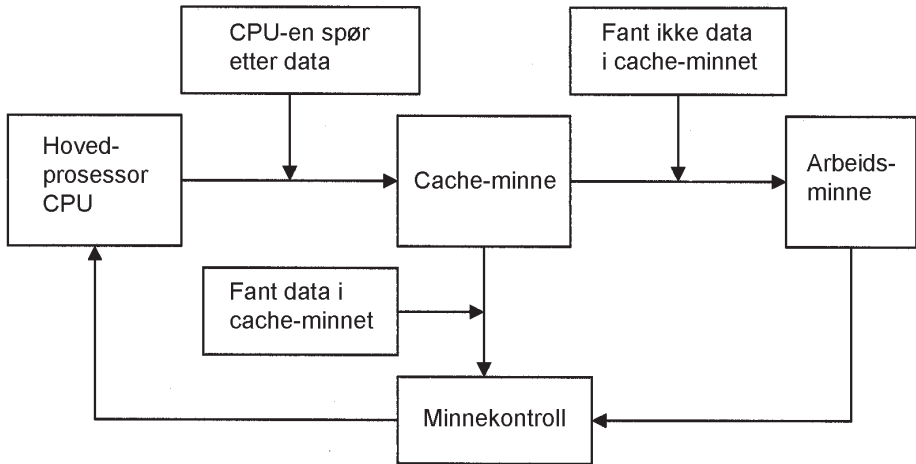 CPU-en spør
etter data
Fant ikke data
i cache-minnet
Hoved-
prosessor
CPU
Cache-minne
Arbeids-
minne
Fant data i
cache-minnet
Minnekontroll